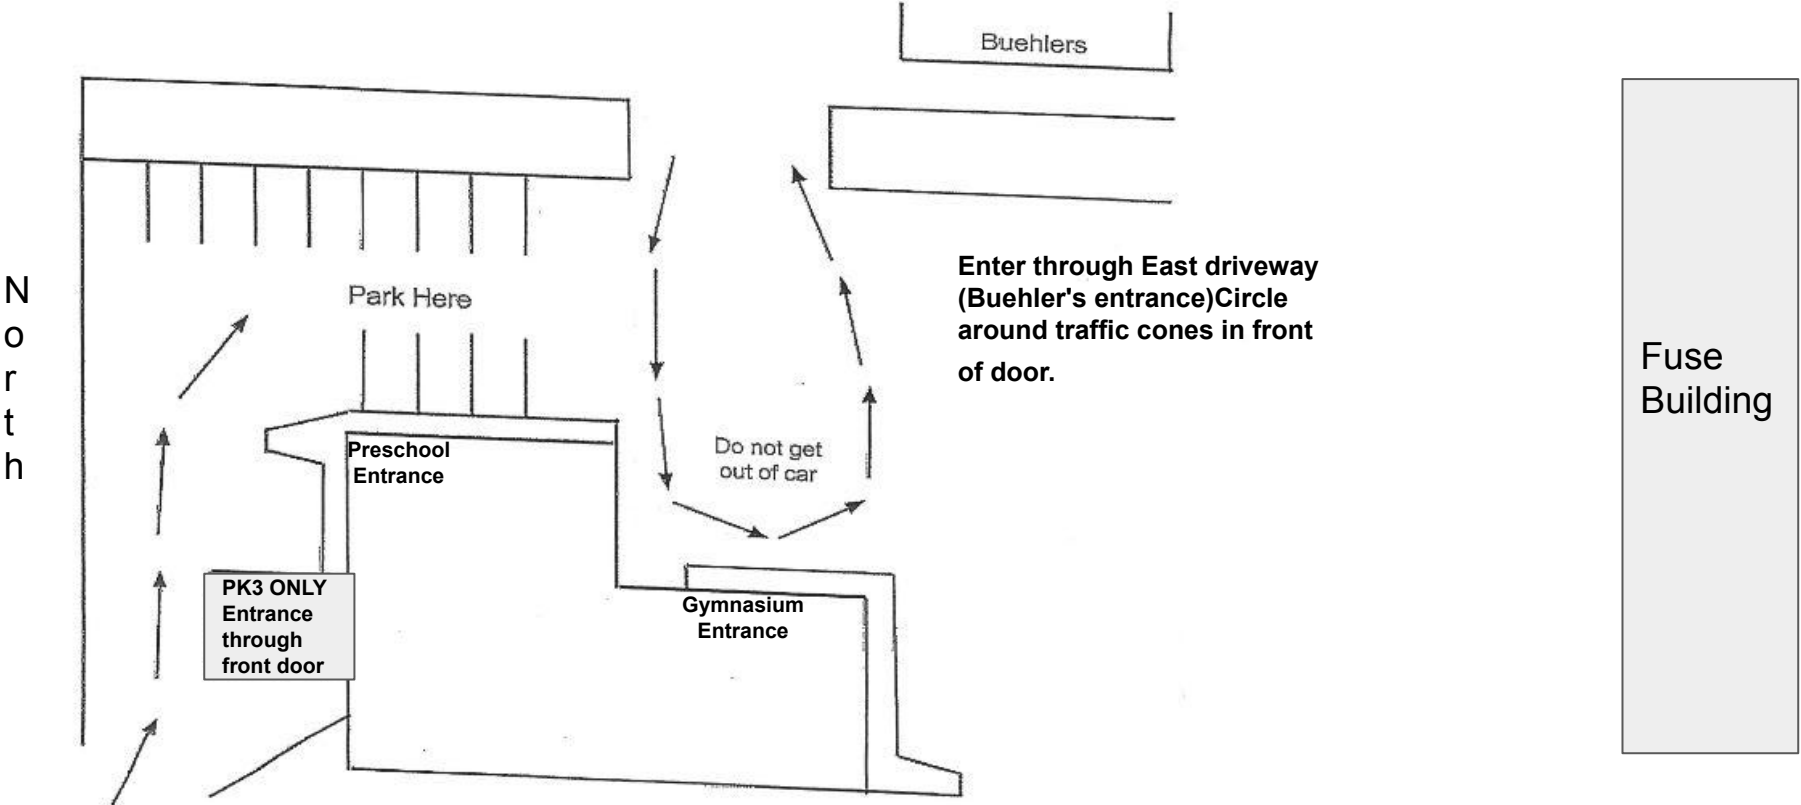 Buehlers
North
Park Here
Enter through East driveway
(Buehler's entrance)Circle
around traffic cones in front
of door.
Fuse
Building
Do not get
out of car
Preschool
Entrance
PK3 ONLY
Entrance
through
front door
Gymnasium
Entrance